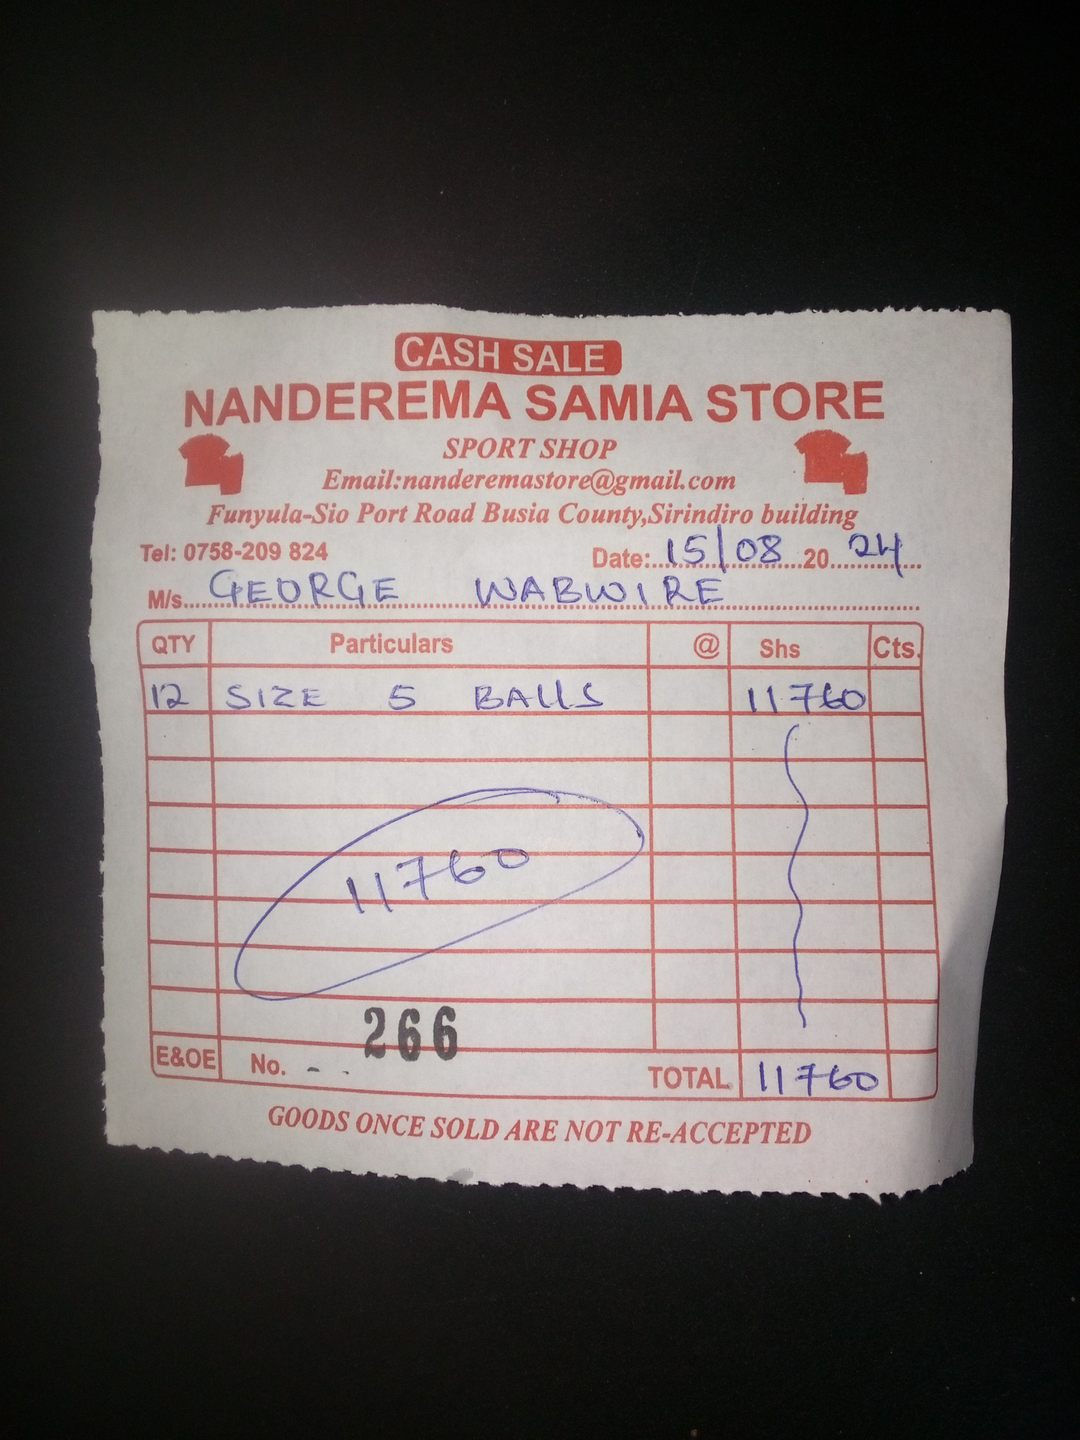 CASH SALE
NANDEREMA SAMIA STORE
SPORT SHOP
Email:nanderemastore@gmail.com
Funyula-Sio Port Road Busia County,Sirindiro building
Tel: 0758-209 824 Date:..15/08..20..24..
M/s...GEORGE WABWIRE
QTY Particulars @ Shs Cts.
12 SIZE 5 BALLS 11760
11760
266
E&OE No. TOTAL 11760
GOODS ONCE SOLD ARE NOT RE-ACCEPTED